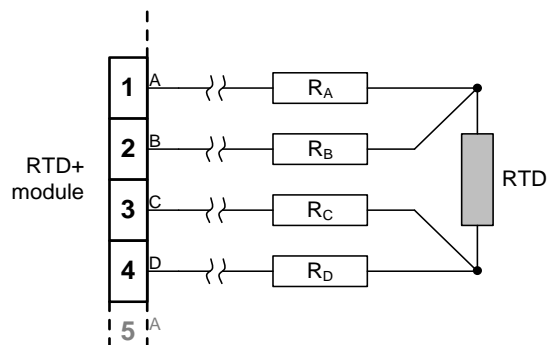 1 A R_A
2 B R_B
RTD+
module
RTD
3 C R_C
4 D R_D
5 A